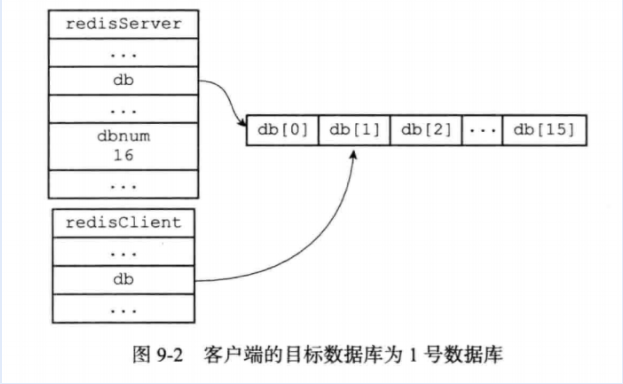 redisServer
...
db
...
dbnum
16
...
db[0] db[1] db[2] ... db[15]
redisClient
...
db
...
图 9-2 客户端的目标数据库为 1 号数据库